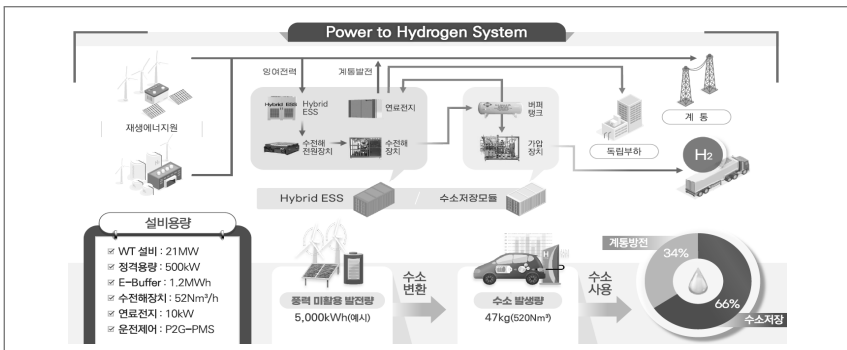 Power to Hydrogen System
잉여전력
계통발전
재생에너지원
Hybrid ESS
Hybrid
ESS
연료전지
수전해
전원장치
수전해
장치
버퍼
탱크
가압
장치
독립부하
계 통
H2
Hybrid ESS / 수소저장모듈
설비용량
WT 설비 : 21MW
정격용량 : 500kW
E-Buffer : 1.2MWh
수전해장치 : 52Nm³/h
연료전지 : 10kW
운전제어 : P2G-PMS
풍력 미활용 발전량
5,000kWh(예시)
수소
변환
수소 발생량
47kg(520Nm³)
수소
사용
계통방전
34%
66%
수소저장